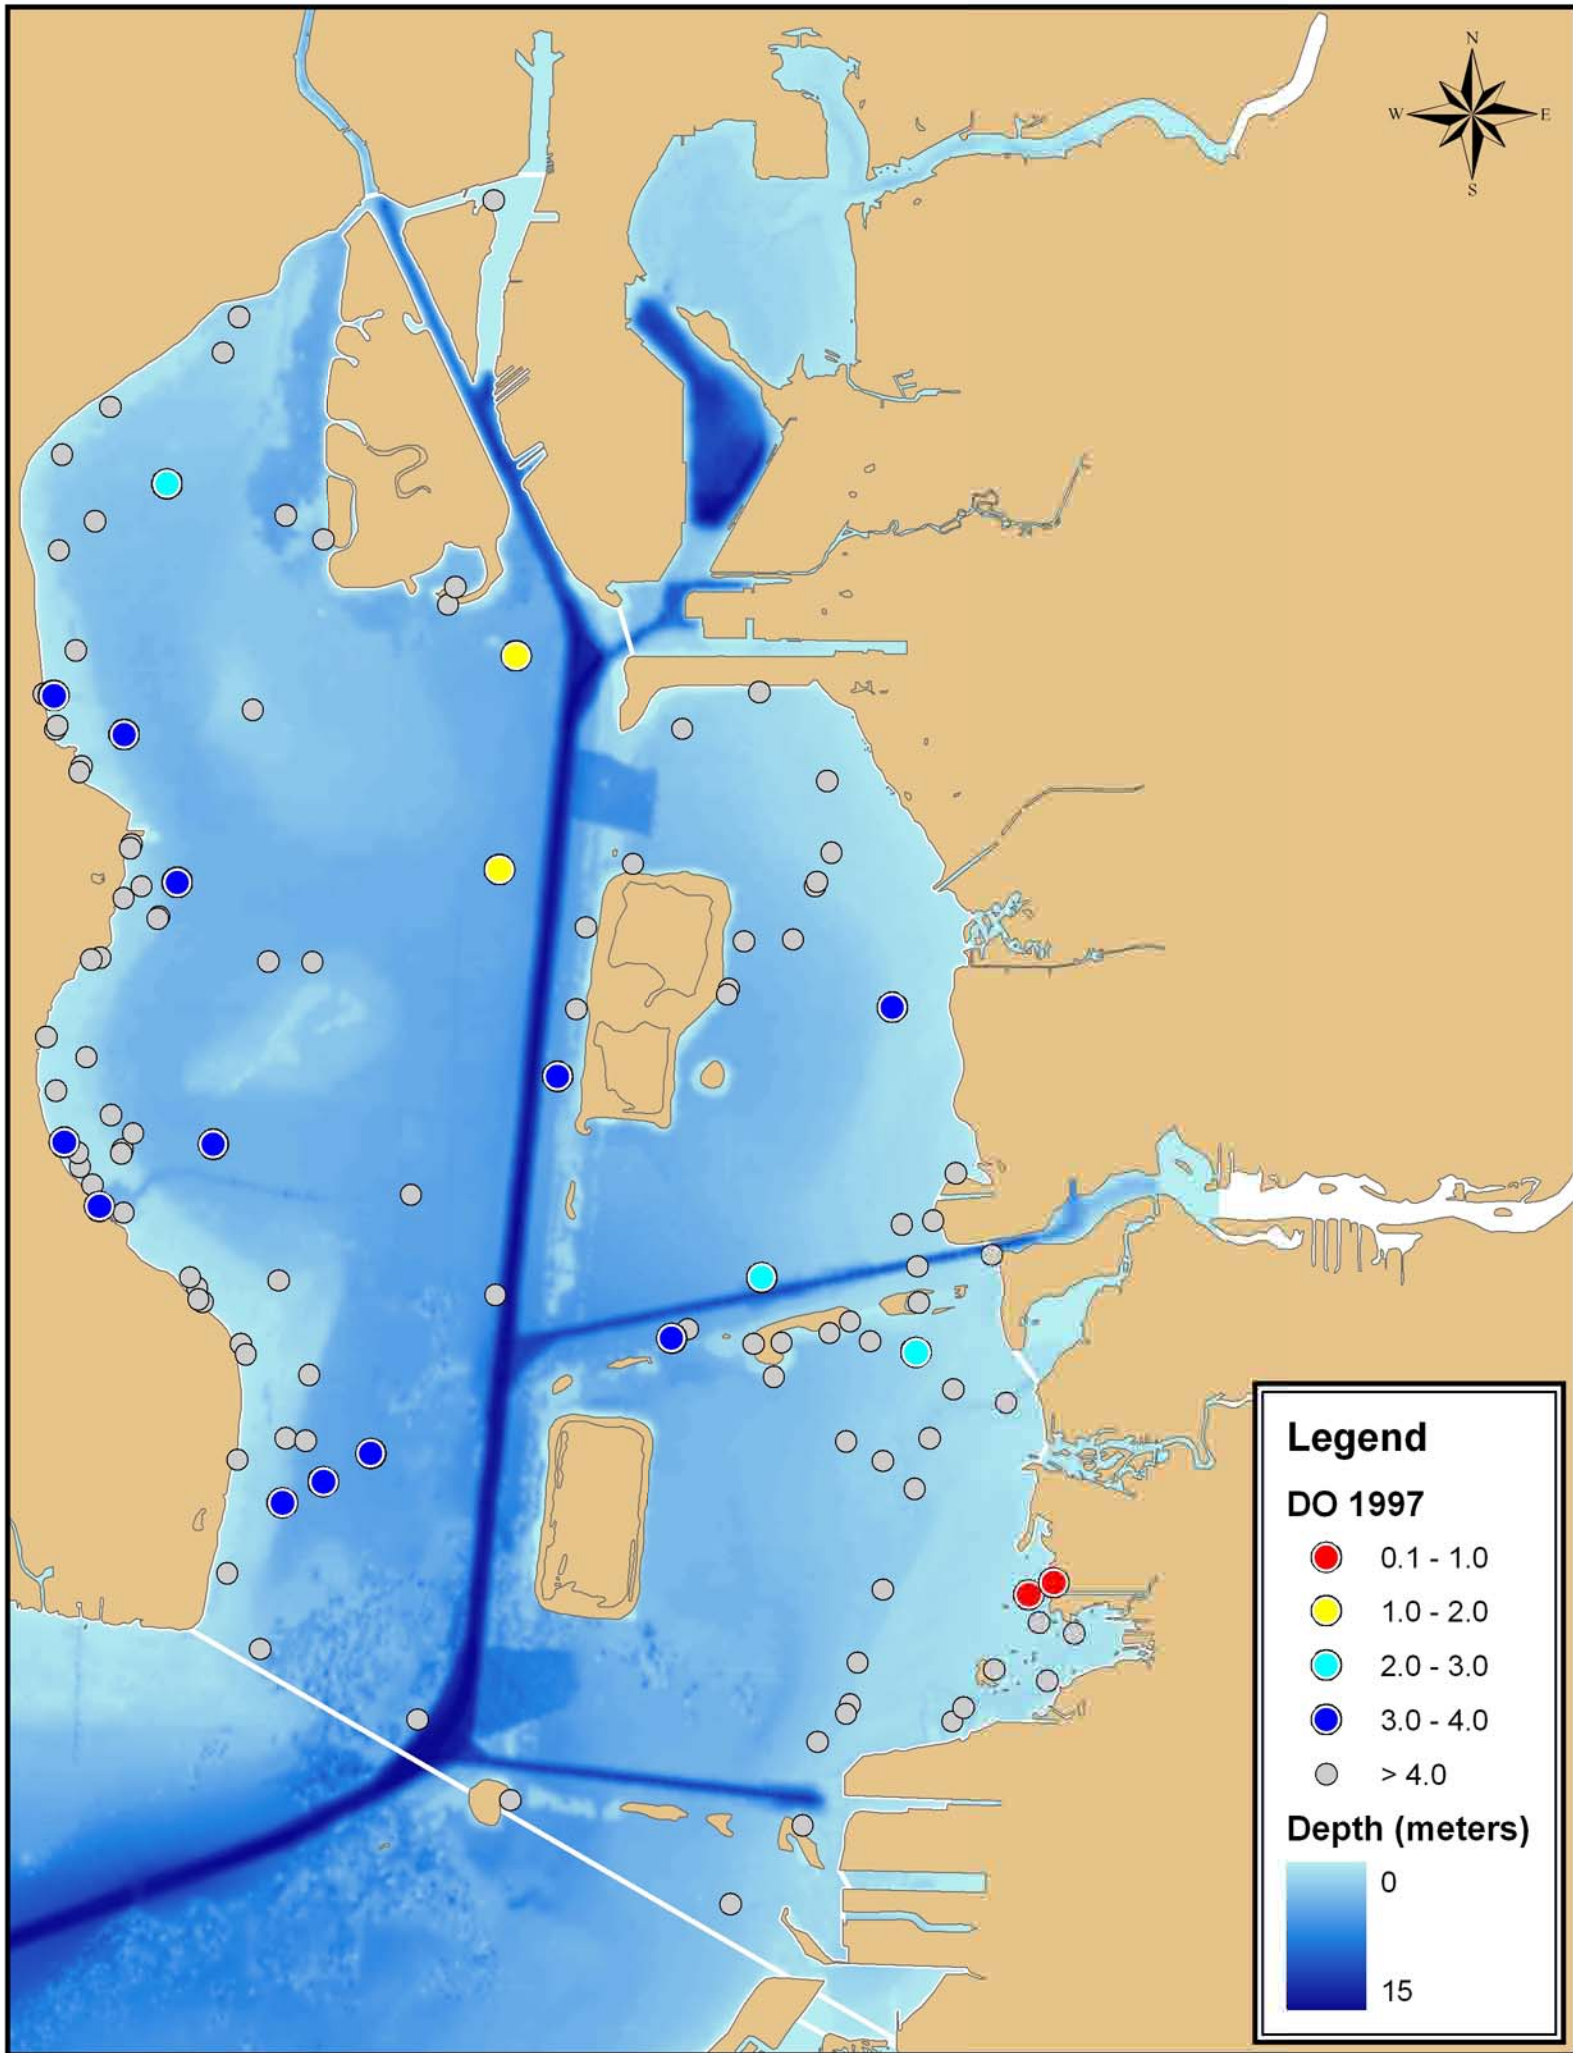 N
W
E
S
Legend
DO 1997
0.1 - 1.0
1.0 - 2.0
2.0 - 3.0
3.0 - 4.0
> 4.0
Depth (meters)
0
15